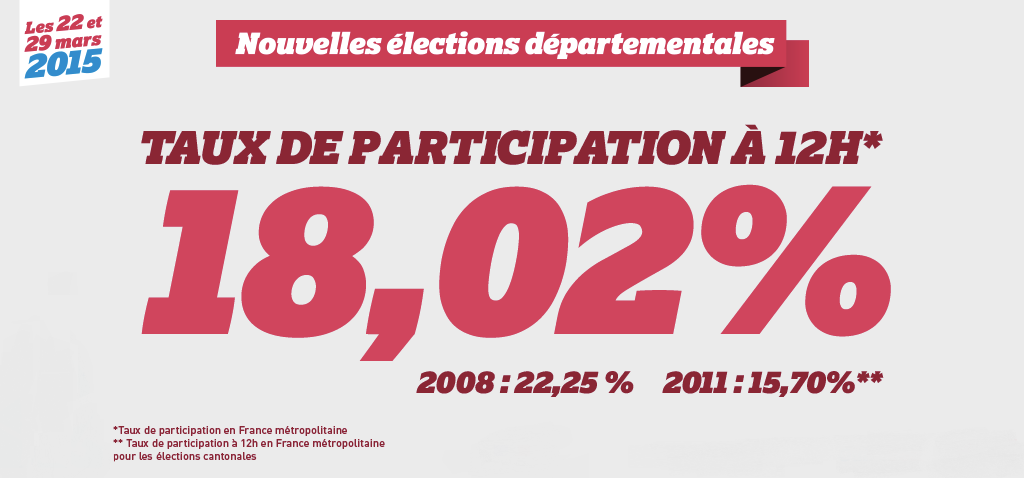 Les 22 et
29 mars
2015
Nouvelles élections départementales
TAUX DE PARTICIPATION À 12H*
18,02%
2008 : 22,25 % 2011 : 15,70%**
*Taux de participation en France métropolitaine
** Taux de participation à 12h en France métropolitaine
pour les élections cantonales